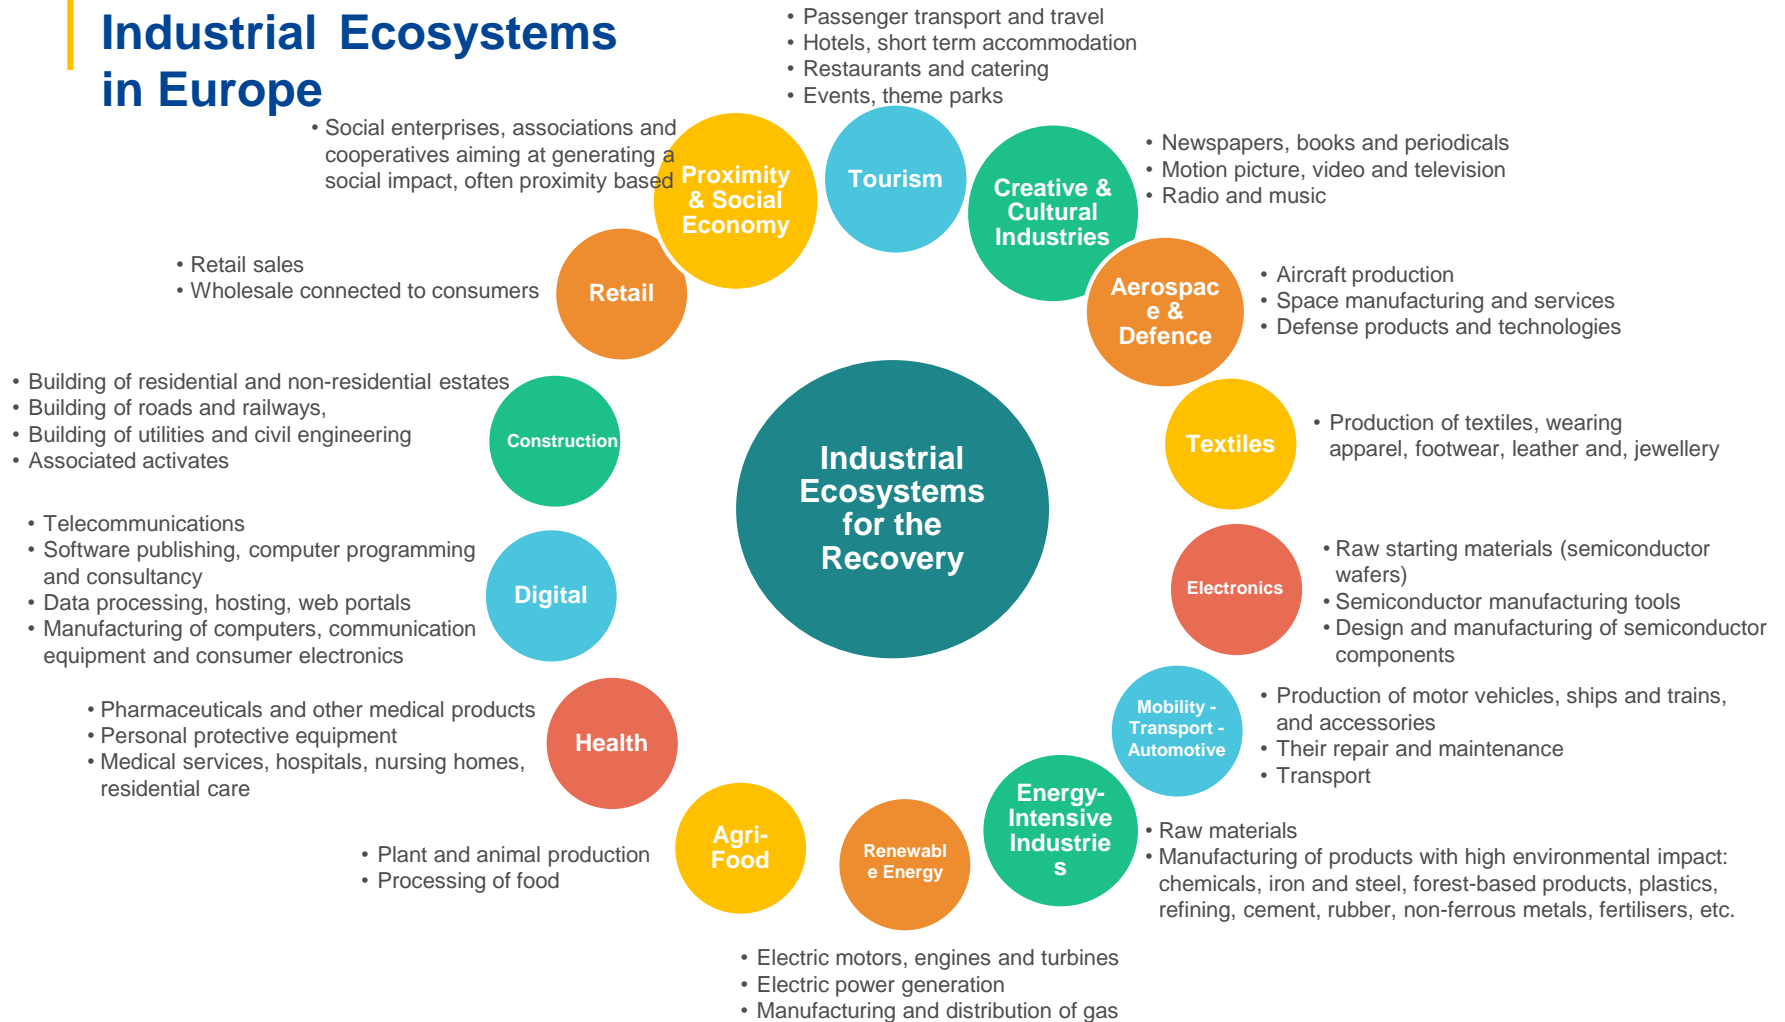 Industrial Ecosystems
in Europe
• Passenger transport and travel
• Hotels, short term accommodation
• Restaurants and catering
• Events, theme parks
Tourism
• Social enterprises, associations and
cooperatives aiming at generating a
social impact, often proximity based
Proximity
& Social
Economy
Creative &
Cultural
Industries
• Newspapers, books and periodicals
• Motion picture, video and television
• Radio and music
• Retail sales
• Wholesale connected to consumers
Retail
Aerospac
e &
Defence
• Aircraft production
• Space manufacturing and services
• Defense products and technologies
• Building of residential and non-residential estates
• Building of roads and railways,
• Building of utilities and civil engineering
• Associated activates
Construction
Textiles
• Production of textiles, wearing
apparel, footwear, leather and, jewellery
Industrial
Ecosystems
for the
Recovery
• Telecommunications
• Software publishing, computer programming
and consultancy
• Data processing, hosting, web portals
• Manufacturing of computers, communication
equipment and consumer electronics
Digital
Electronics
• Raw starting materials (semiconductor
wafers)
• Semiconductor manufacturing tools
• Design and manufacturing of semiconductor
components
• Pharmaceuticals and other medical products
• Personal protective equipment
• Medical services, hospitals, nursing homes,
residential care
Health
Mobility -
Transport -
Automotive
• Production of motor vehicles, ships and trains,
and accessories
• Their repair and maintenance
• Transport
• Plant and animal production
• Processing of food
Agri-
Food
Renewabl
e Energy
Energy-
Intensive
Industrie
s
• Raw materials
• Manufacturing of products with high environmental impact:
chemicals, iron and steel, forest-based products, plastics,
refining, cement, rubber, non-ferrous metals, fertilisers, etc.
• Electric motors, engines and turbines
• Electric power generation
• Manufacturing and distribution of gas